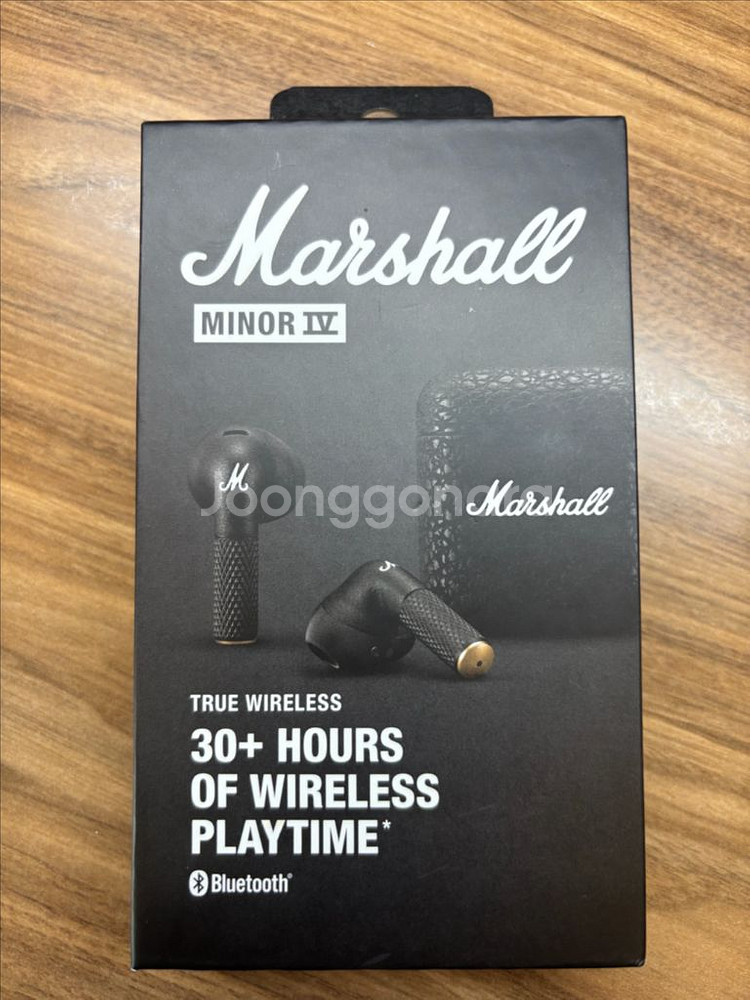 Marshall
MINOR IV
M
Joonggonara
Marshall
TRUE WIRELESS
30+ HOURS
OF WIRELESS
PLAYTIME*
Bluetooth®